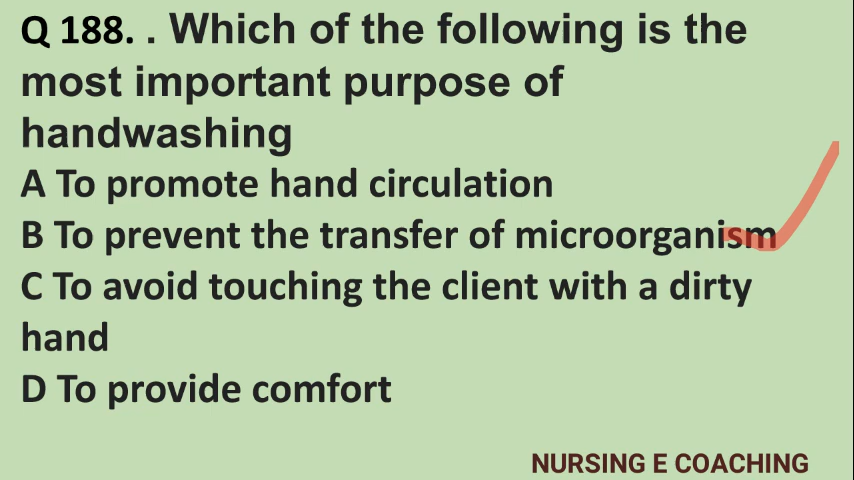 Q 188. . Which of the following is the
most important purpose of
handwashing
A To promote hand circulation
B To prevent the transfer of microorganism
C To avoid touching the client with a dirty
hand
D To provide comfort
NURSING E COACHING